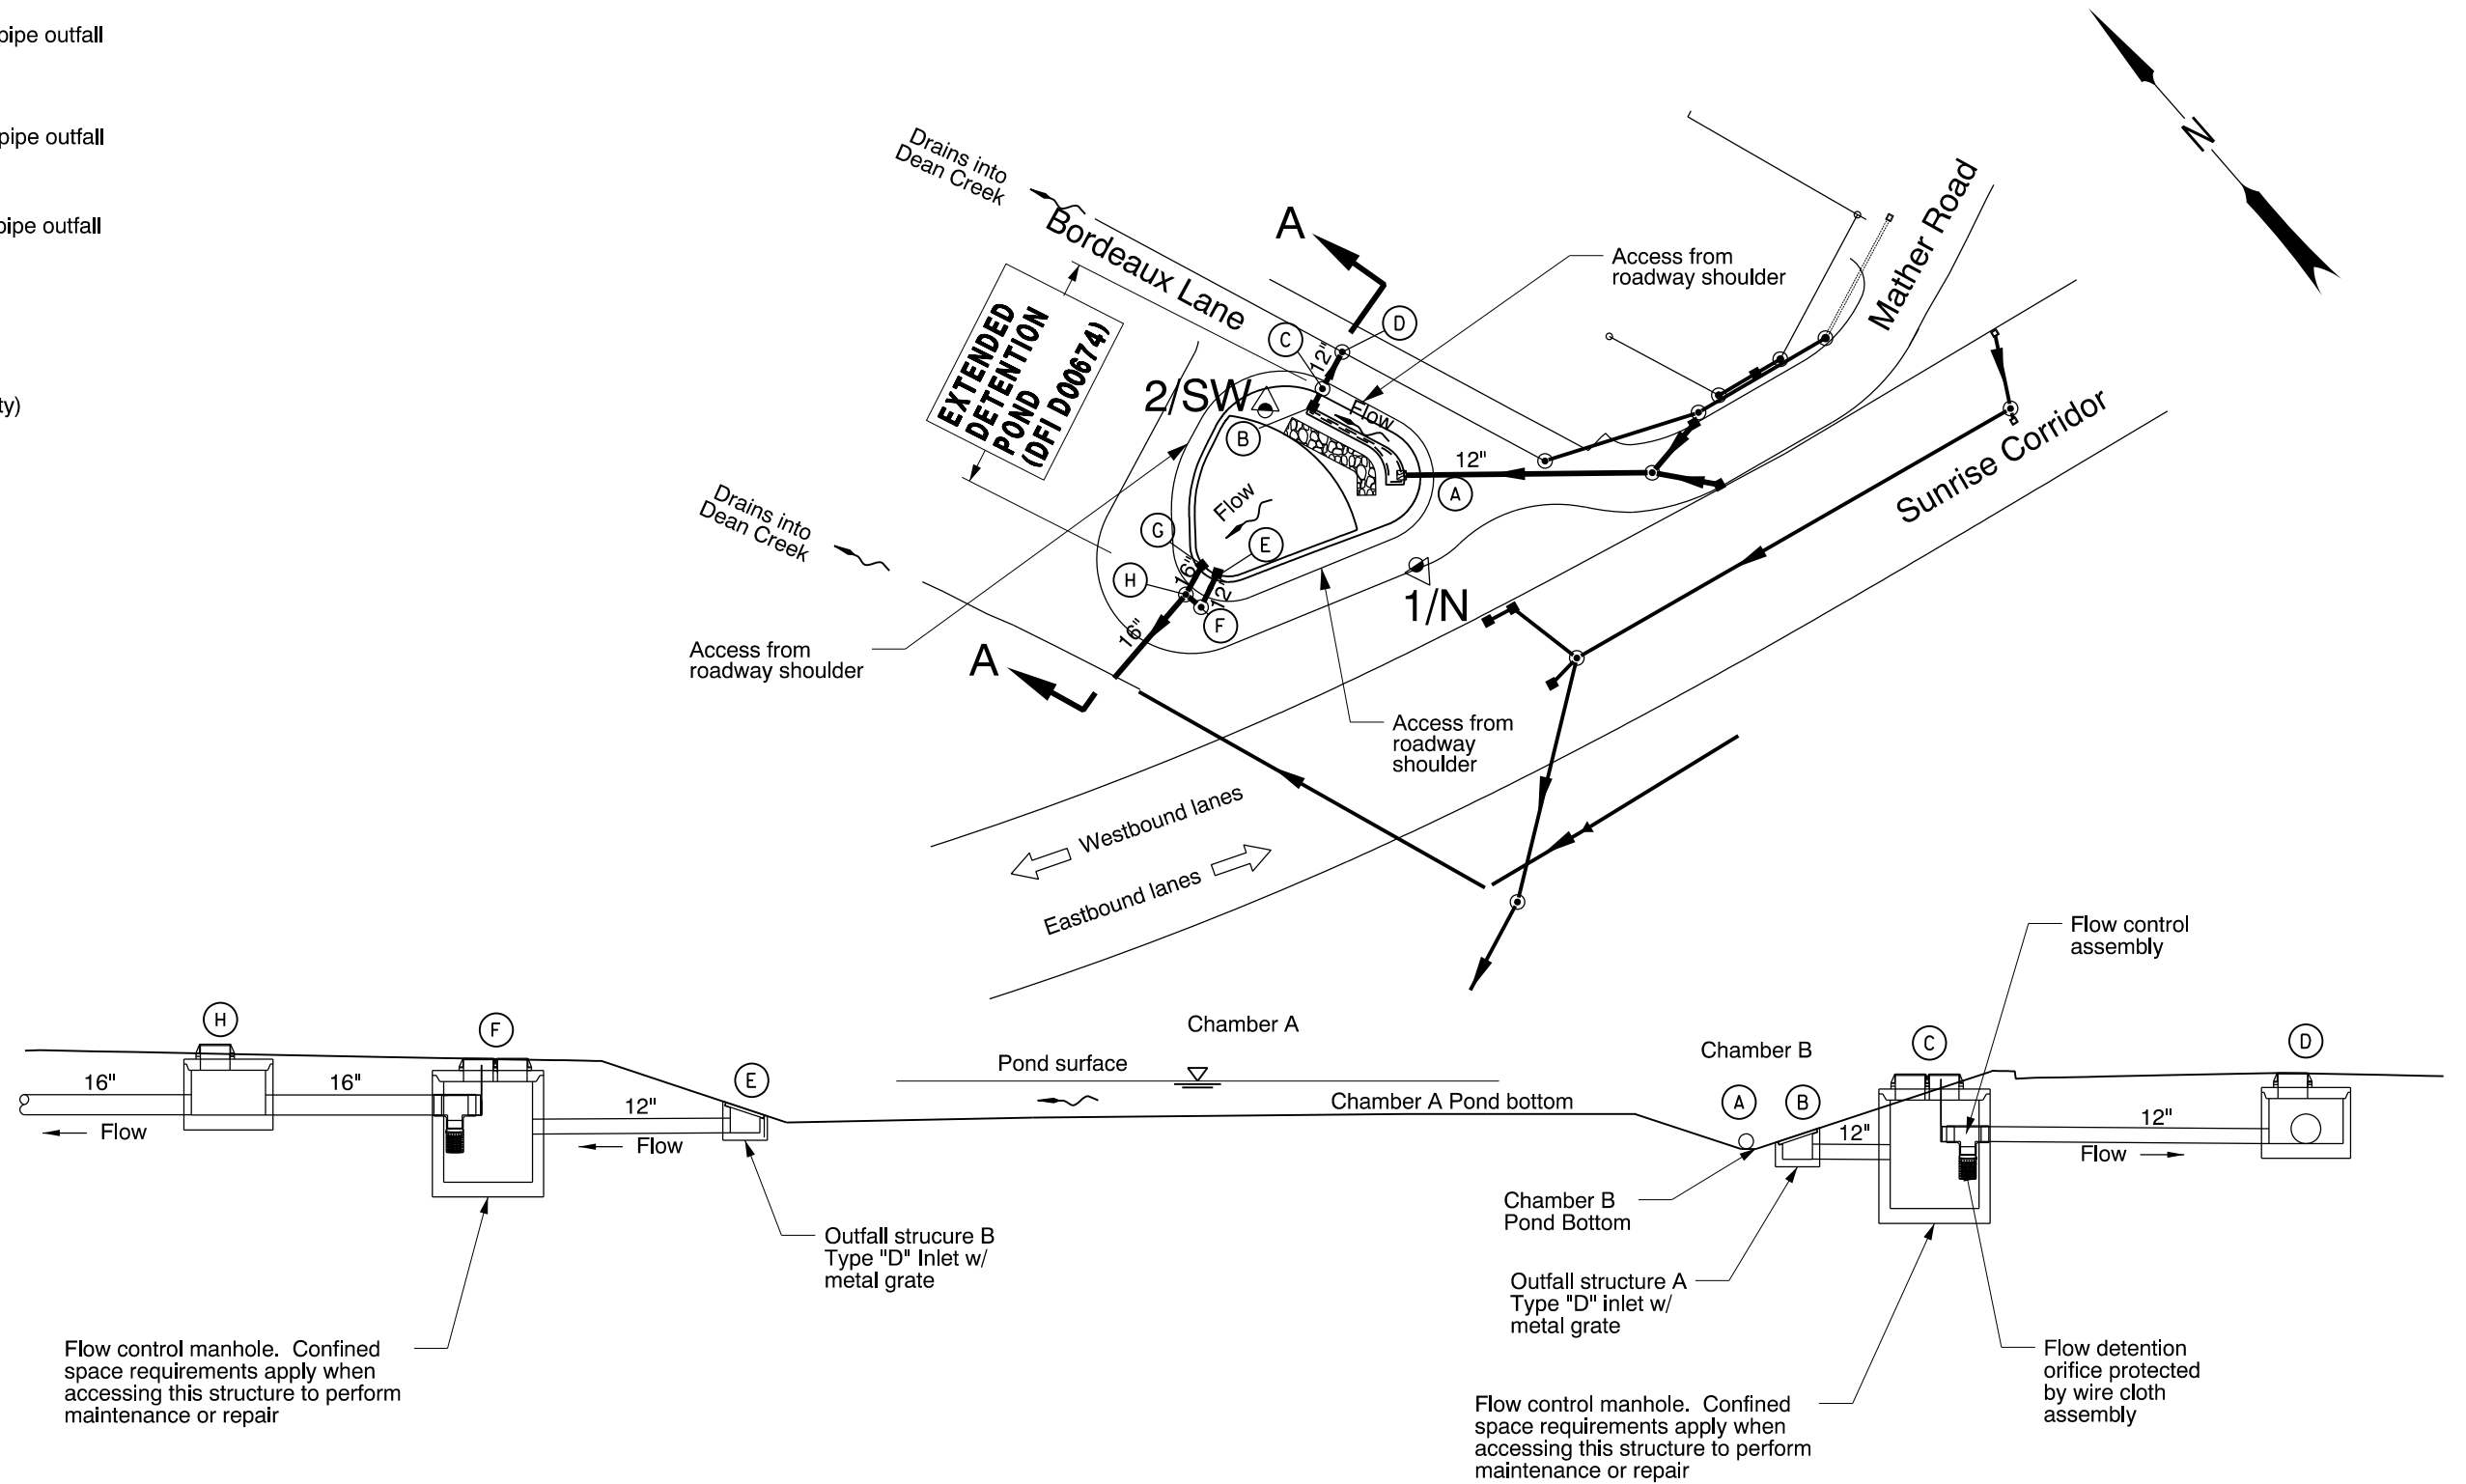 pipe outfall
pipe outfall
pipe outfall
ty)
Drains into
Dean Creek
Bordeaux Lane
A
Access from
roadway shoulder
Mather Road
N
EXTENDED
DETENTION
POND
(DFI D00674)
2/SW
C
12"
D
B
Flow
12"
A
Sunrise Corridor
Drains into
Dean Creek
Flow
G
E
H
16"
12"
F
16"
1/N
Access from
roadway shoulder
A
Access from
roadway
shoulder
Westbound lanes
Eastbound lanes
Flow control
assembly
H
F
Chamber A
C
D
Chamber B
Pond surface
16"
16"
E
12"
Chamber A Pond bottom
A
B
12"
12"
Flow
Flow
Flow
Chamber B
Pond Bottom
Outfall strucure B
Type "D" Inlet w/
metal grate
Outfall structure A
Type "D" inlet w/
metal grate
Flow control manhole. Confined
space requirements apply when
accessing this structure to perform
maintenance or repair
Flow detention
orifice protected
by wire cloth
assembly
Flow control manhole. Confined
space requirements apply when
accessing this structure to perform
maintenance or repair